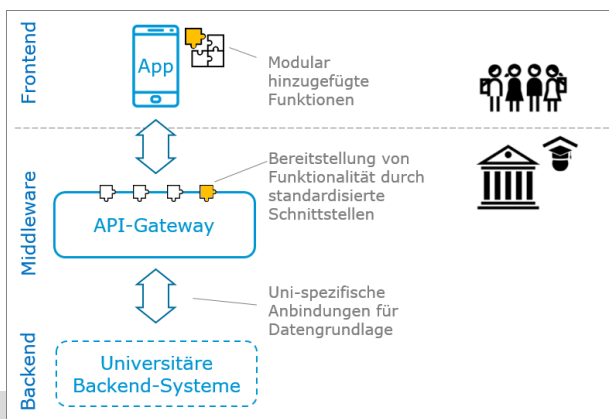 Frontend
App
Modular
hinzugefügte
Funktionen
Middleware
Bereitstellung von
Funktionalität durch
standardisierte
Schnittstellen
API-Gateway
Uni-spezifische
Anbindungen für
Datengrundlage
Backend
Universitäre
Backend-Systeme